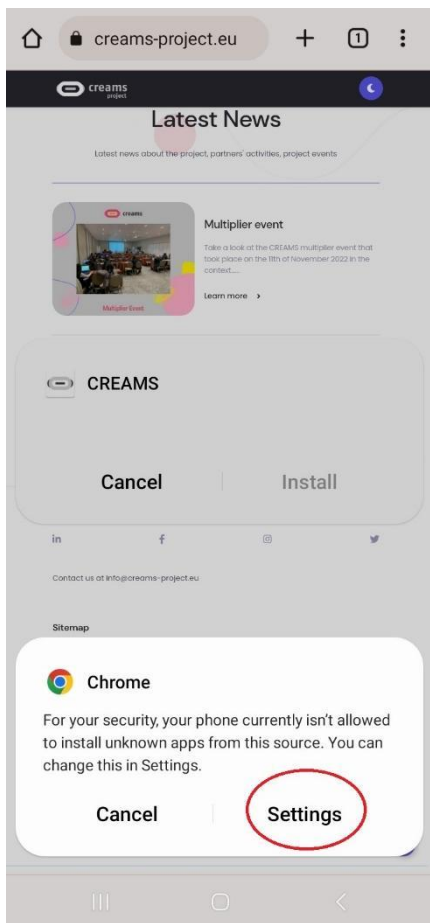 creams-project.eu
1
creams
project
Latest News
Latest news about the project, partners' activities, project events
creams
Multiplier Event
Multiplier event
Take a look at the CREAMS multiplier event that
took place on the 11th of November 2022 in the
context.....
Learn more >
CREAMS
Cancel
Install
in
f
Contact us at info@creams-project.eu
Sitemap
Chrome
For your security, your phone currently isn't allowed
to install unknown apps from this source. You can
change this in Settings.
Cancel
Settings